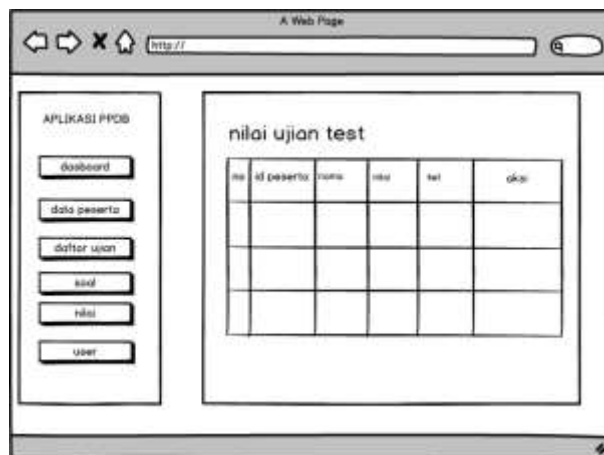 A Web Page
http://
APLIKASI PPDB
dasboard
data peserta
daftar ujian
soal
nilai
user
nilai ujian test
no id peserta nama nilai aksi